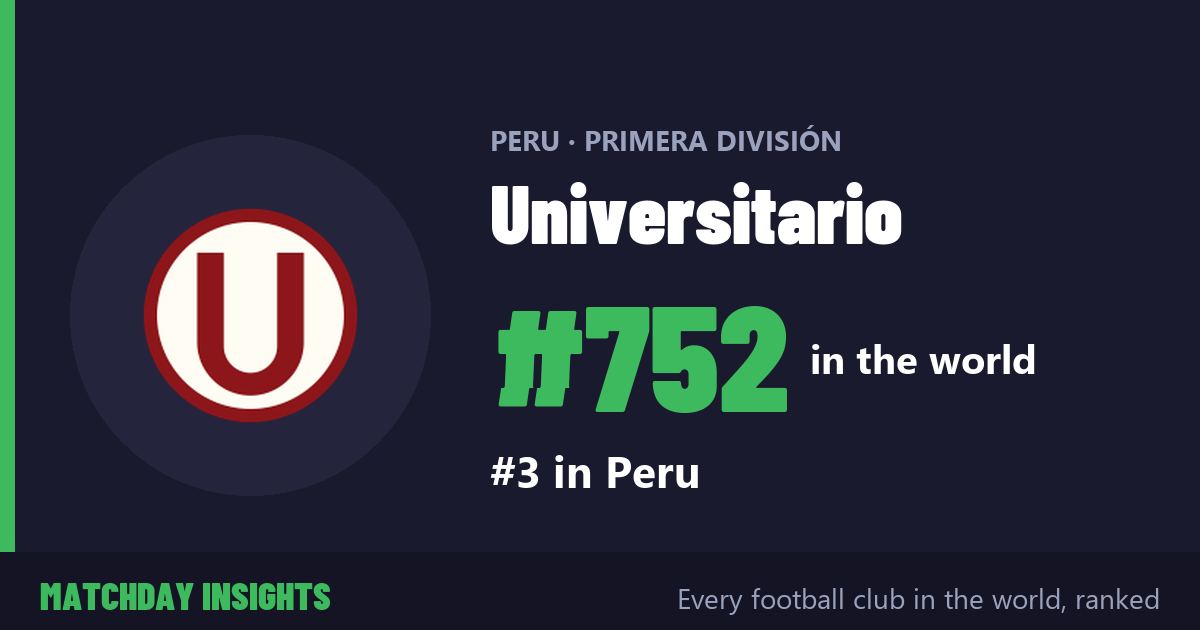 PERU · PRIMERA DIVISIÓN
Universitario
U
#752 in the world
#3 in Peru
MATCHDAY INSIGHTS
Every football club in the world, ranked